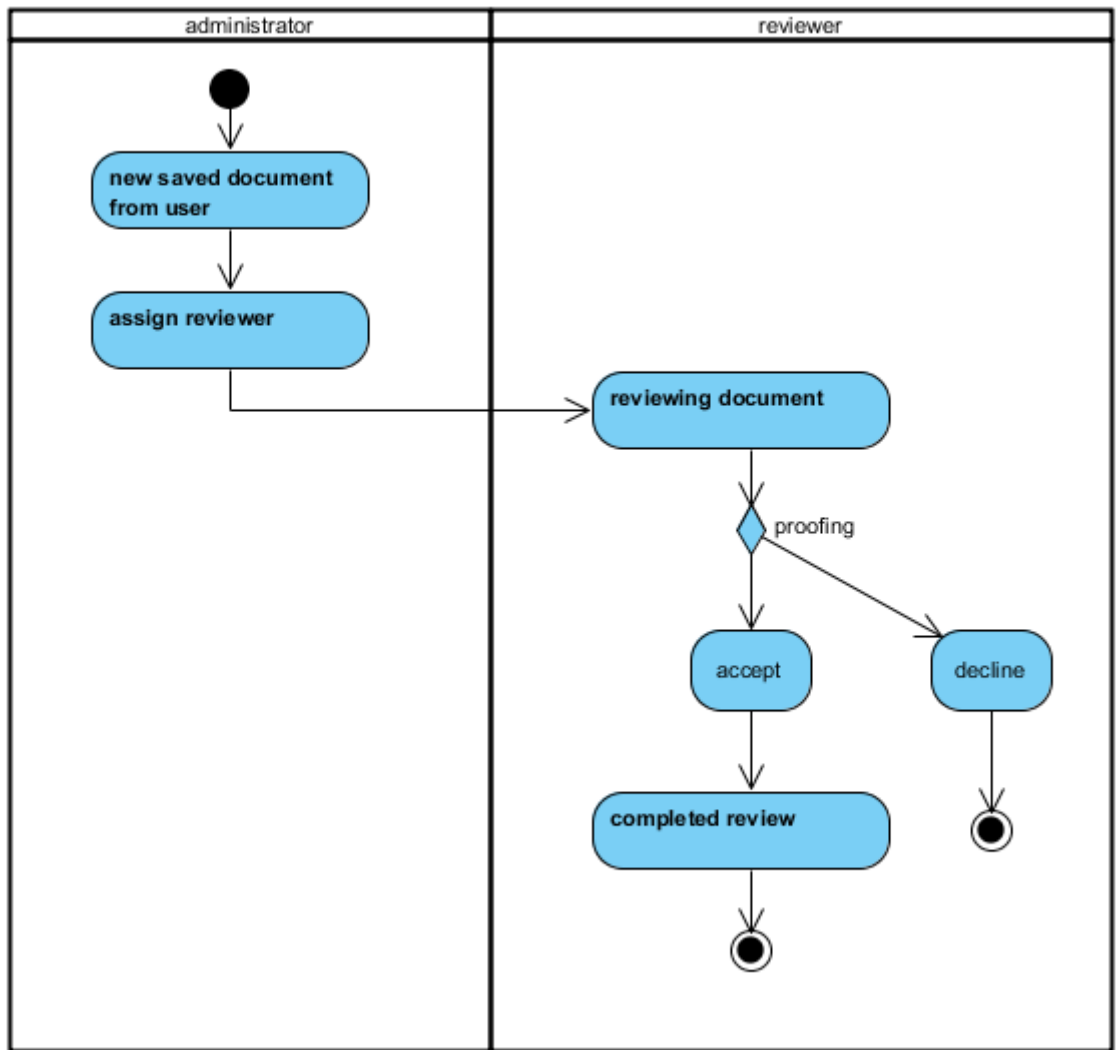 administrator
reviewer
new saved document
from user
assign reviewer
reviewing document
proofing
accept
decline
completed review